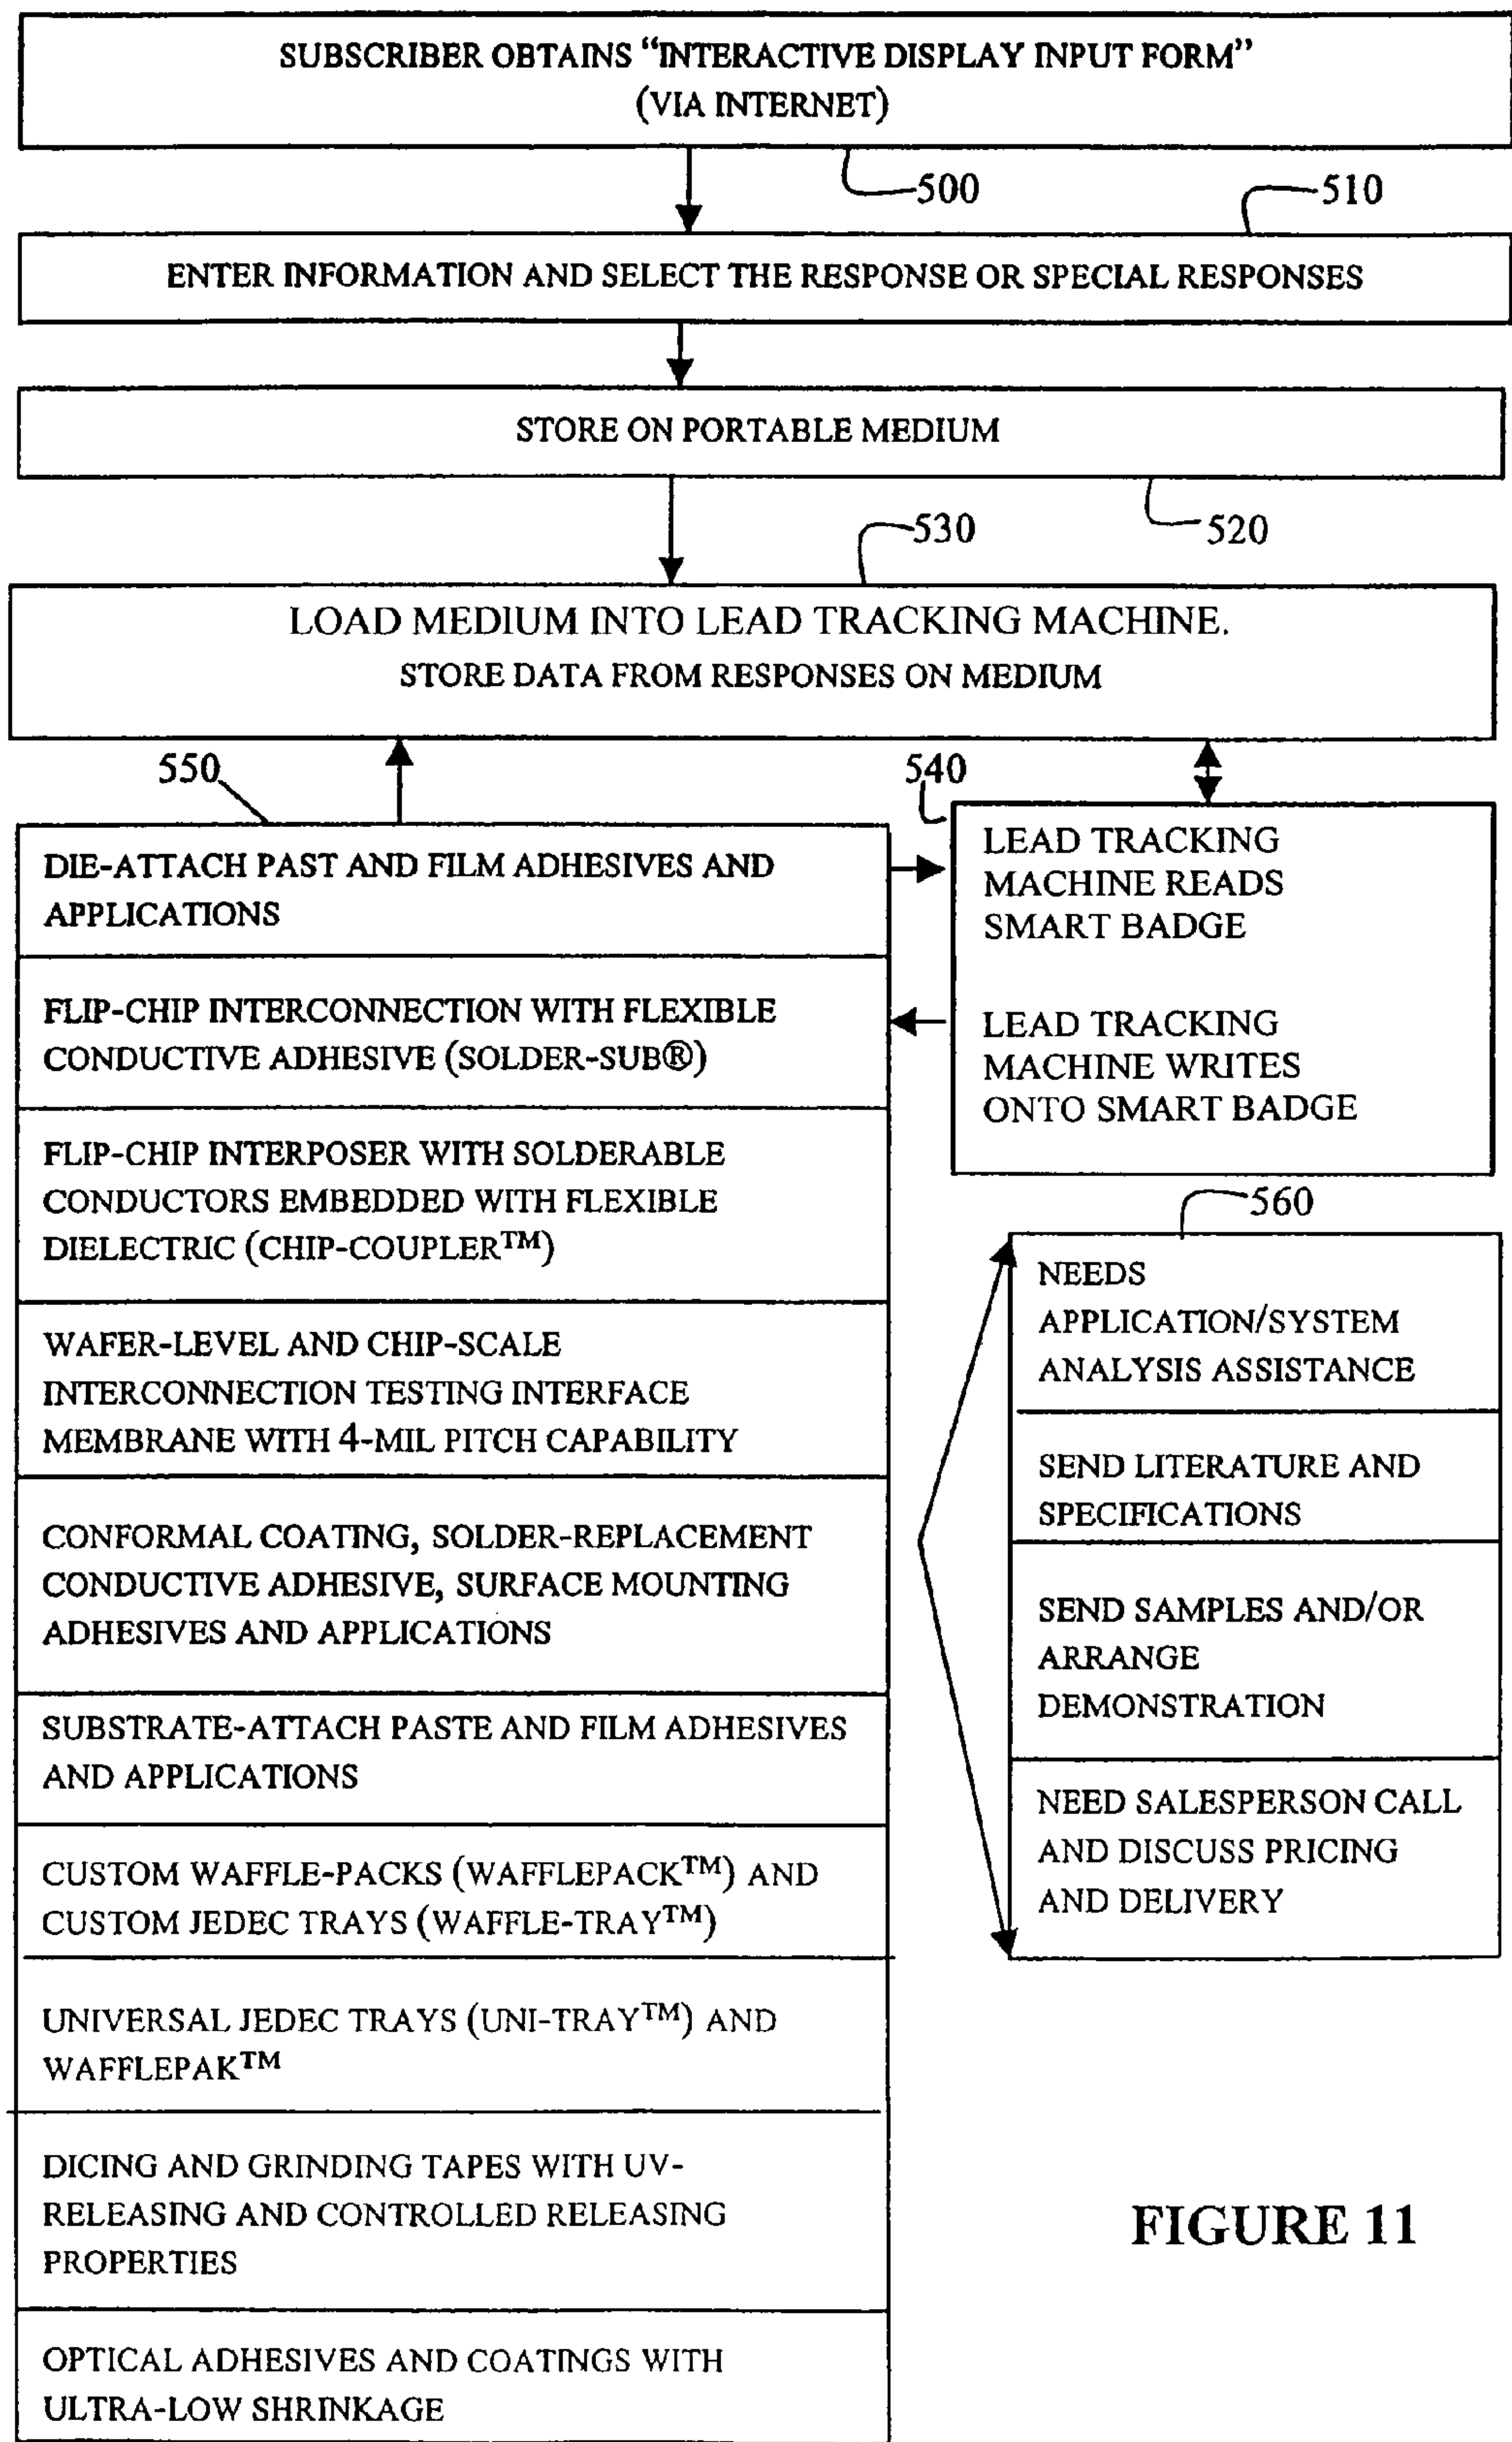 SUBSCRIBER OBTAINS “INTERACTIVE DISPLAY INPUT FORM”
(VIA INTERNET)
500
510
ENTER INFORMATION AND SELECT THE RESPONSE OR SPECIAL RESPONSES
STORE ON PORTABLE MEDIUM
520
530
LOAD MEDIUM INTO LEAD TRACKING MACHINE.
STORE DATA FROM RESPONSES ON MEDIUM
550
540
DIE-ATTACH PAST AND FILM ADHESIVES AND
APPLICATIONS
FLIP-CHIP INTERCONNECTION WITH FLEXIBLE
CONDUCTIVE ADHESIVE (SOLDER-SUB®)
FLIP-CHIP INTERPOSER WITH SOLDERABLE
CONDUCTORS EMBEDDED WITH FLEXIBLE
DIELECTRIC (CHIP-COUPLER™)
WAFER-LEVEL AND CHIP-SCALE
INTERCONNECTION TESTING INTERFACE
MEMBRANE WITH 4-MIL PITCH CAPABILITY
CONFORMAL COATING, SOLDER-REPLACEMENT
CONDUCTIVE ADHESIVE, SURFACE MOUNTING
ADHESIVES AND APPLICATIONS
SUBSTRATE-ATTACH PASTE AND FILM ADHESIVES
AND APPLICATIONS
CUSTOM WAFFLE-PACKS (WAFFLEPACK™) AND
CUSTOM JEDEC TRAYS (WAFFLE-TRAY™)
UNIVERSAL JEDEC TRAYS (UNI-TRAY™) AND
WAFFLEPAK™
DICING AND GRINDING TAPES WITH UV-
RELEASING AND CONTROLLED RELEASING
PROPERTIES
OPTICAL ADHESIVES AND COATINGS WITH
ULTRA-LOW SHRINKAGE
LEAD TRACKING
MACHINE READS
SMART BADGE
LEAD TRACKING
MACHINE WRITES
ONTO SMART BADGE
560
NEEDS
APPLICATION/SYSTEM
ANALYSIS ASSISTANCE
SEND LITERATURE AND
SPECIFICATIONS
SEND SAMPLES AND/OR
ARRANGE
DEMONSTRATION
NEED SALESPERSON CALL
AND DISCUSS PRICING
AND DELIVERY
FIGURE 11